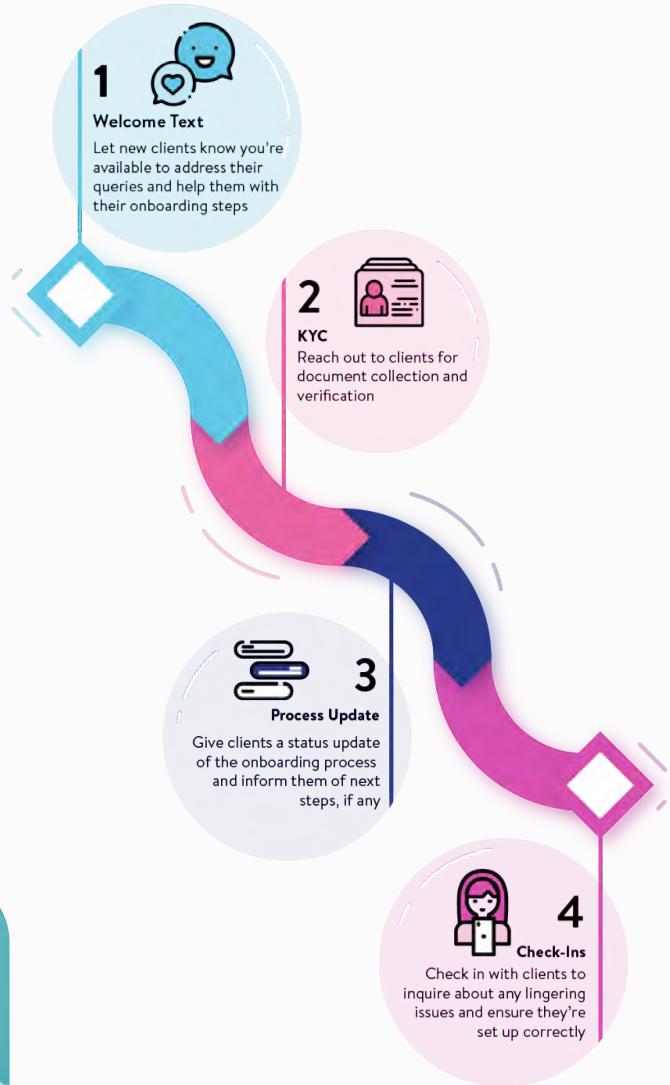 1
Welcome Text
Let new clients know you're
available to address their
queries and help them with
their onboarding steps
2
KYC
Reach out to clients for
document collection and
verification
3
Process Update
Give clients a status update
of the onboarding process
and inform them of next
steps, if any
4
Check-Ins
Check in with clients to
inquire about any lingering
issues and ensure they're
set up correctly